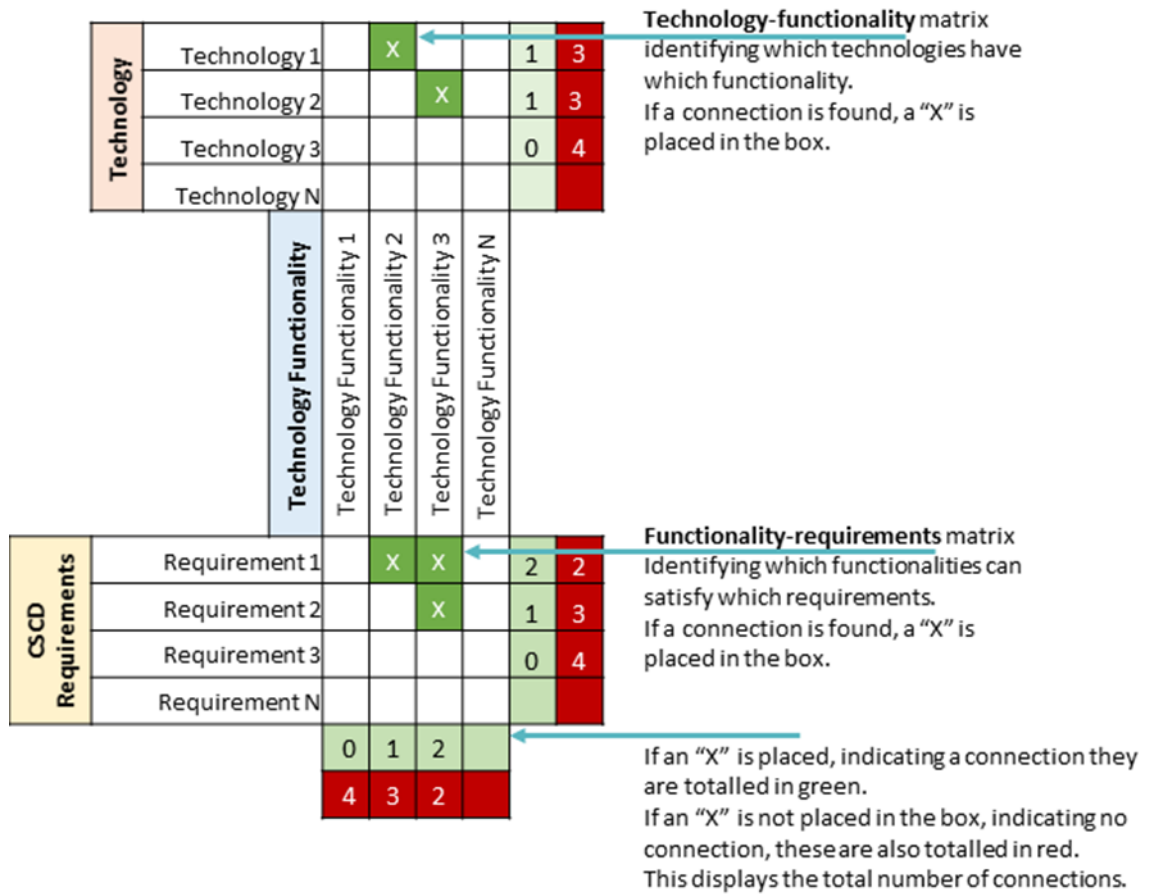 Technology
Technology 1
X
1
3
Technology 2
X
1
3
Technology 3
0
4
Technology N
Technology-functionality matrix
identifying which technologies have
which functionality.
If a connection is found, a “X” is
placed in the box.
Technology Functionality
Technology Functionality 1
Technology Functionality 2
Technology Functionality 3
Technology Functionality N
CSCD
Requirements
Requirement 1
X
X
2
2
Requirement 2
X
1
3
Requirement 3
0
4
Requirement N
0
1
2
4
3
2
Functionality-requirements matrix
Identifying which functionalities can
satisfy which requirements.
If a connection is found, a “X” is
placed in the box.
If an “X” is placed, indicating a connection they
are totalled in green.
If an “X” is not placed in the box, indicating no
connection, these are also totalled in red.
This displays the total number of connections.